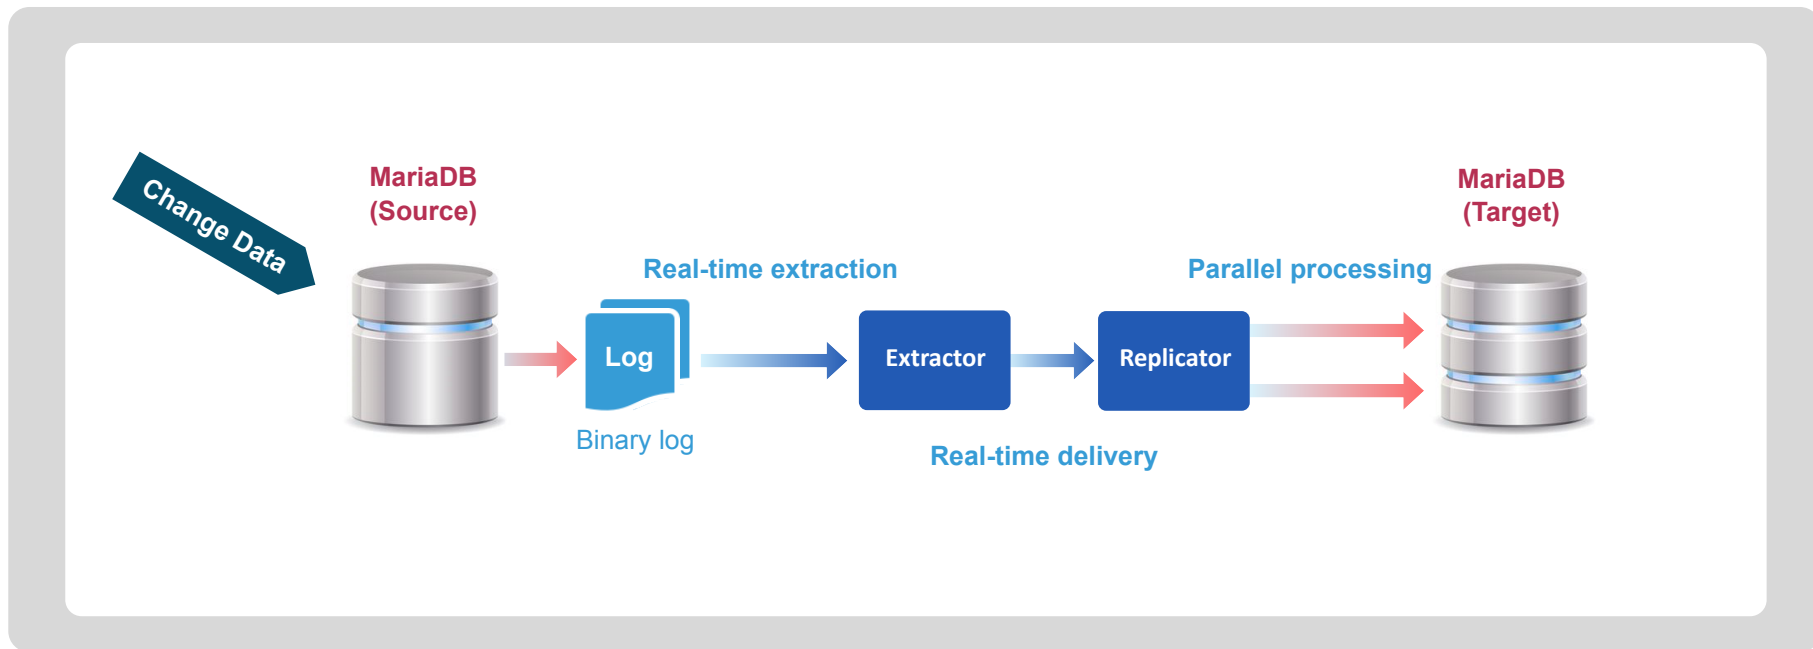 Change Data
MariaDB
(Source)
Log
Binary log
Real-time extraction
Extractor
Real-time delivery
Replicator
Parallel processing
MariaDB
(Target)